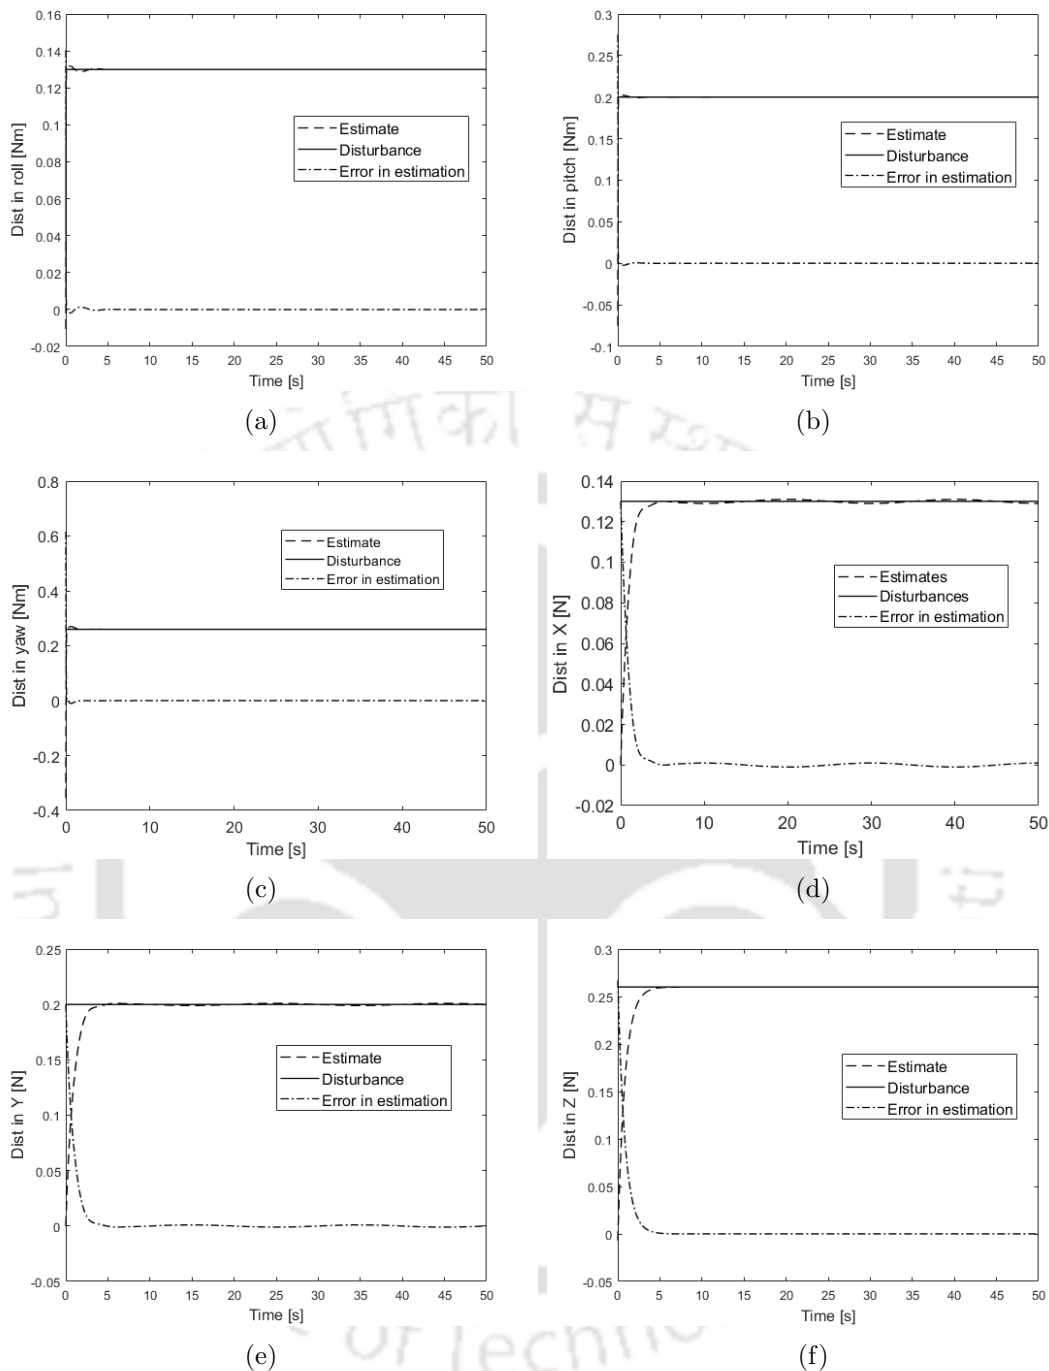 0.16
0.14
0.12
0.1
0.08
0.06
0.04
0.02
0
-0.02
Dist in roll [Nm]
Estimate
Disturbance
Error in estimation
0 5 10 15 20 25 30 35 40 45 50
Time [s]
(a)
0.3
0.25
0.2
0.15
0.1
0.05
0
-0.05
-0.1
Dist in pitch [Nm]
Estimate
Disturbance
Error in estimation
0 5 10 15 20 25 30 35 40 45 50
Time [s]
(b)
0.8
0.6
0.4
0.2
0
-0.2
-0.4
Dist in yaw [Nm]
Estimate
Disturbance
Error in estimation
0 10 20 30 40 50
Time [s]
(c)
0.14
0.12
0.1
0.08
0.06
0.04
0.02
0
-0.02
Dist in X [N]
Estimates
Disturbances
Error in estimation
0 10 20 30 40 50
Time [s]
(d)
0.25
0.2
0.15
0.1
0.05
0
-0.05
Dist in Y [N]
Estimate
Disturbance
Error in estimation
0 5 10 15 20 25 30 35 40 45 50
Time [s]
(e)
0.3
0.25
0.2
0.15
0.1
0.05
0
-0.05
Dist in Z [N]
Estimate
Disturbance
Error in estimation
0 5 10 15 20 25 30 35 40 45 50
Time [s]
(f)
of Techno